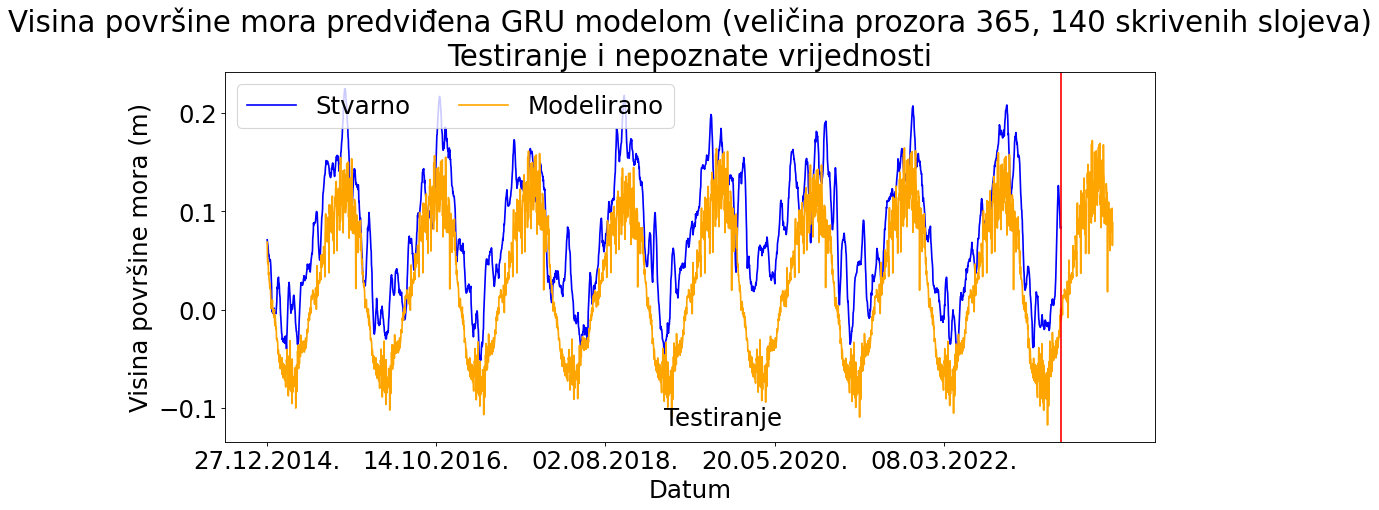 Visina površine mora predviđena GRU modelom (veličina prozora 365, 140 skrivenih slojeva)
Testiranje i nepoznate vrijednosti
Stvarno
Modelirano
Visina površine mora (m)
0.2
0.1
0.0
−0.1
Testiranje
27.12.2014.
14.10.2016.
02.08.2018.
20.05.2020.
08.03.2022.
Datum